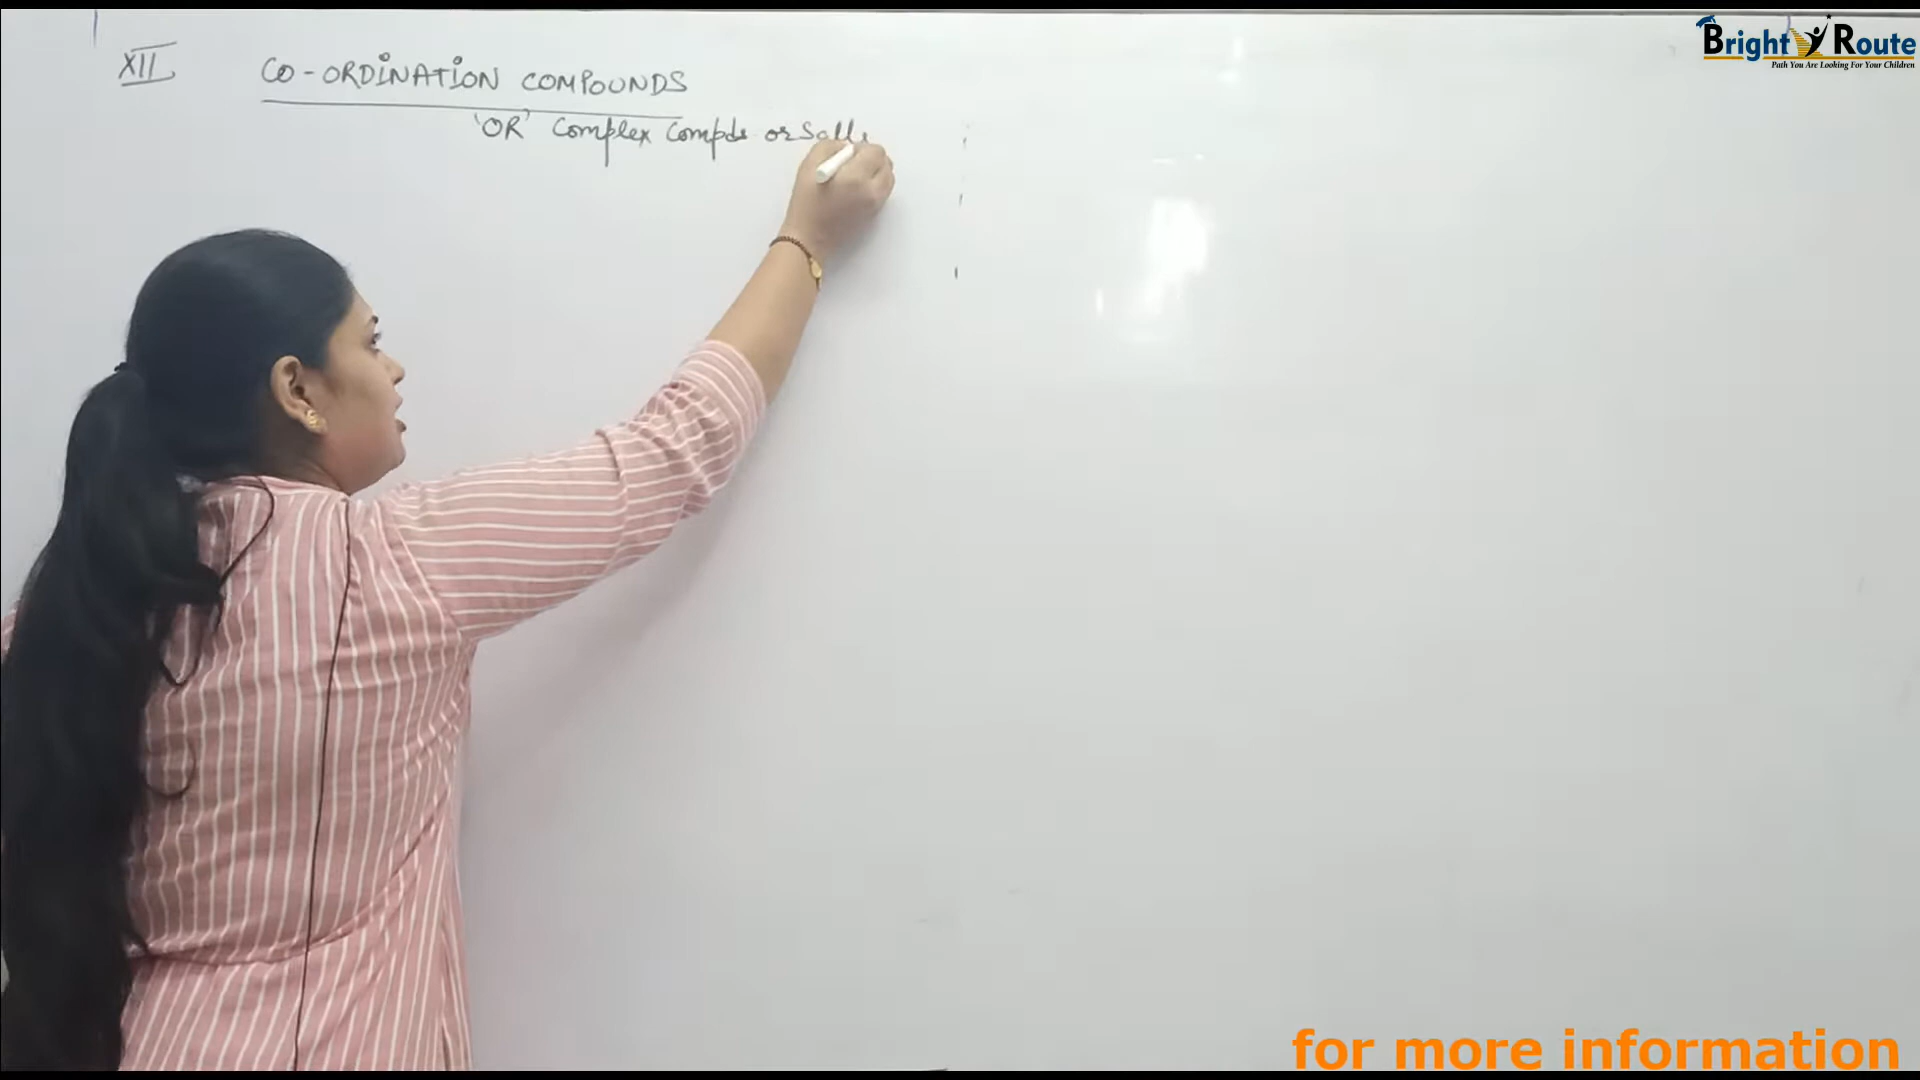 XII
CO-ORDINATION COMPOUNDS
'OR' Complex Compds or Salts
Bright Route
Path You Are Looking For Your Children
for more information